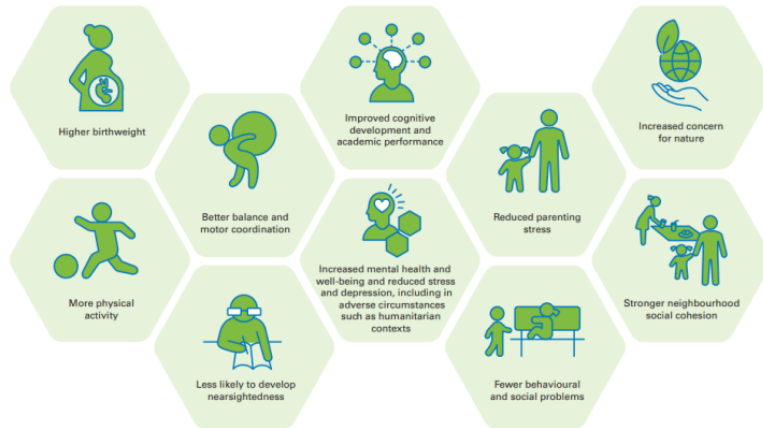 Higher birthweight
Improved cognitive
development and
academic performance
Increased concern
for nature
Better balance and
motor coordination
Reduced parenting
stress
More physical
activity
Increased mental health and
well-being and reduced stress
and depression, including in
adverse circumstances
such as humanitarian
contexts
Stronger neighbourhood
social cohesion
Less likely to develop
nearsightedness
Fewer behavioural
and social problems